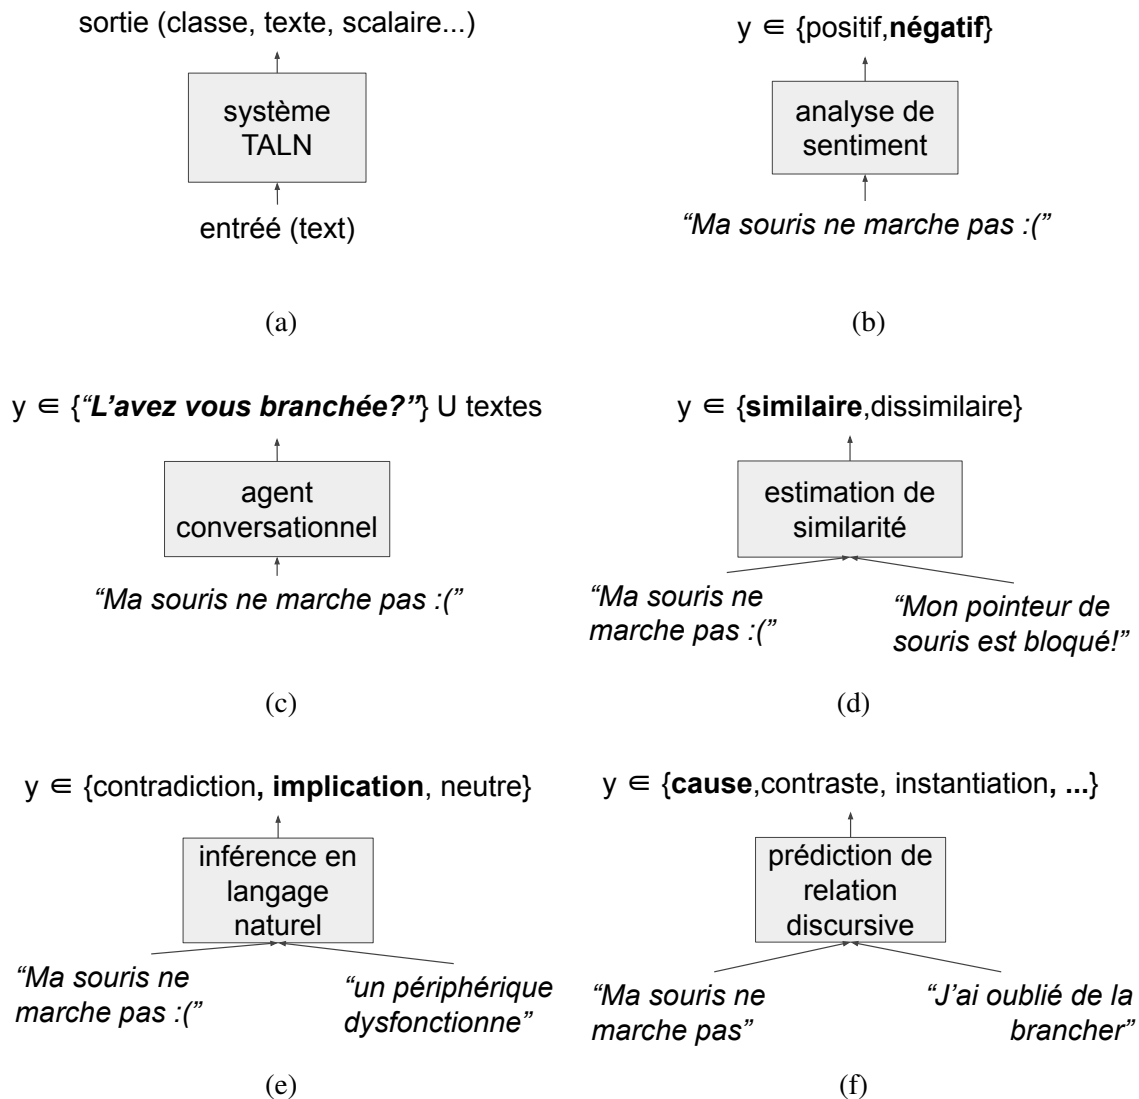 sortie (classe, texte, scalaire...)
système
TALN
entréé (text)
(a)
y ∈ {positif,négatif}
analyse de
sentiment
“Ma souris ne marche pas :(”
(b)
y ∈ {“L'avez vous branchée?”} U textes
agent
conversationnel
“Ma souris ne marche pas :(”
(c)
y ∈ {similaire,dissimilaire}
estimation de
similarité
“Ma souris ne
marche pas :(”
“Mon pointeur de
souris est bloqué!”
(d)
y ∈ {contradiction, implication, neutre}
inférence en
langage
naturel
“Ma souris ne
marche pas :(”
“un périphérique
dysfonctionne”
(e)
y ∈ {cause,contraste, instantiation, ...}
prédiction de
relation
discursive
“Ma souris ne
marche pas”
“J'ai oublié de la
brancher”
(f)